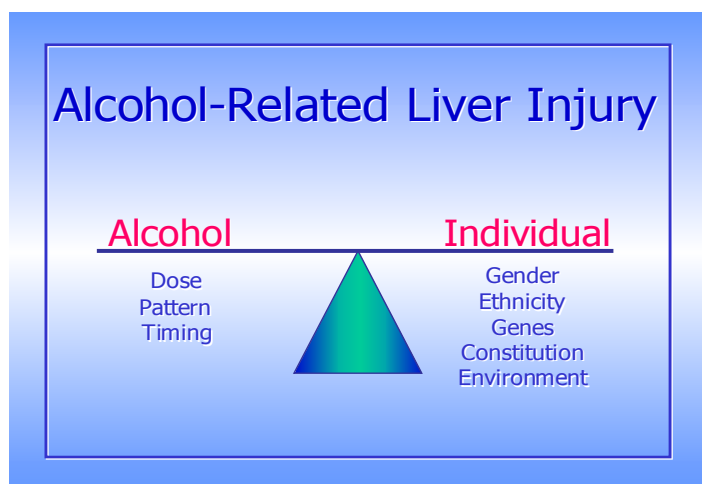 Alcohol-Related Liver Injury
Alcohol
Dose
Pattern
Timing
Individual
Gender
Ethnicity
Genes
Constitution
Environment